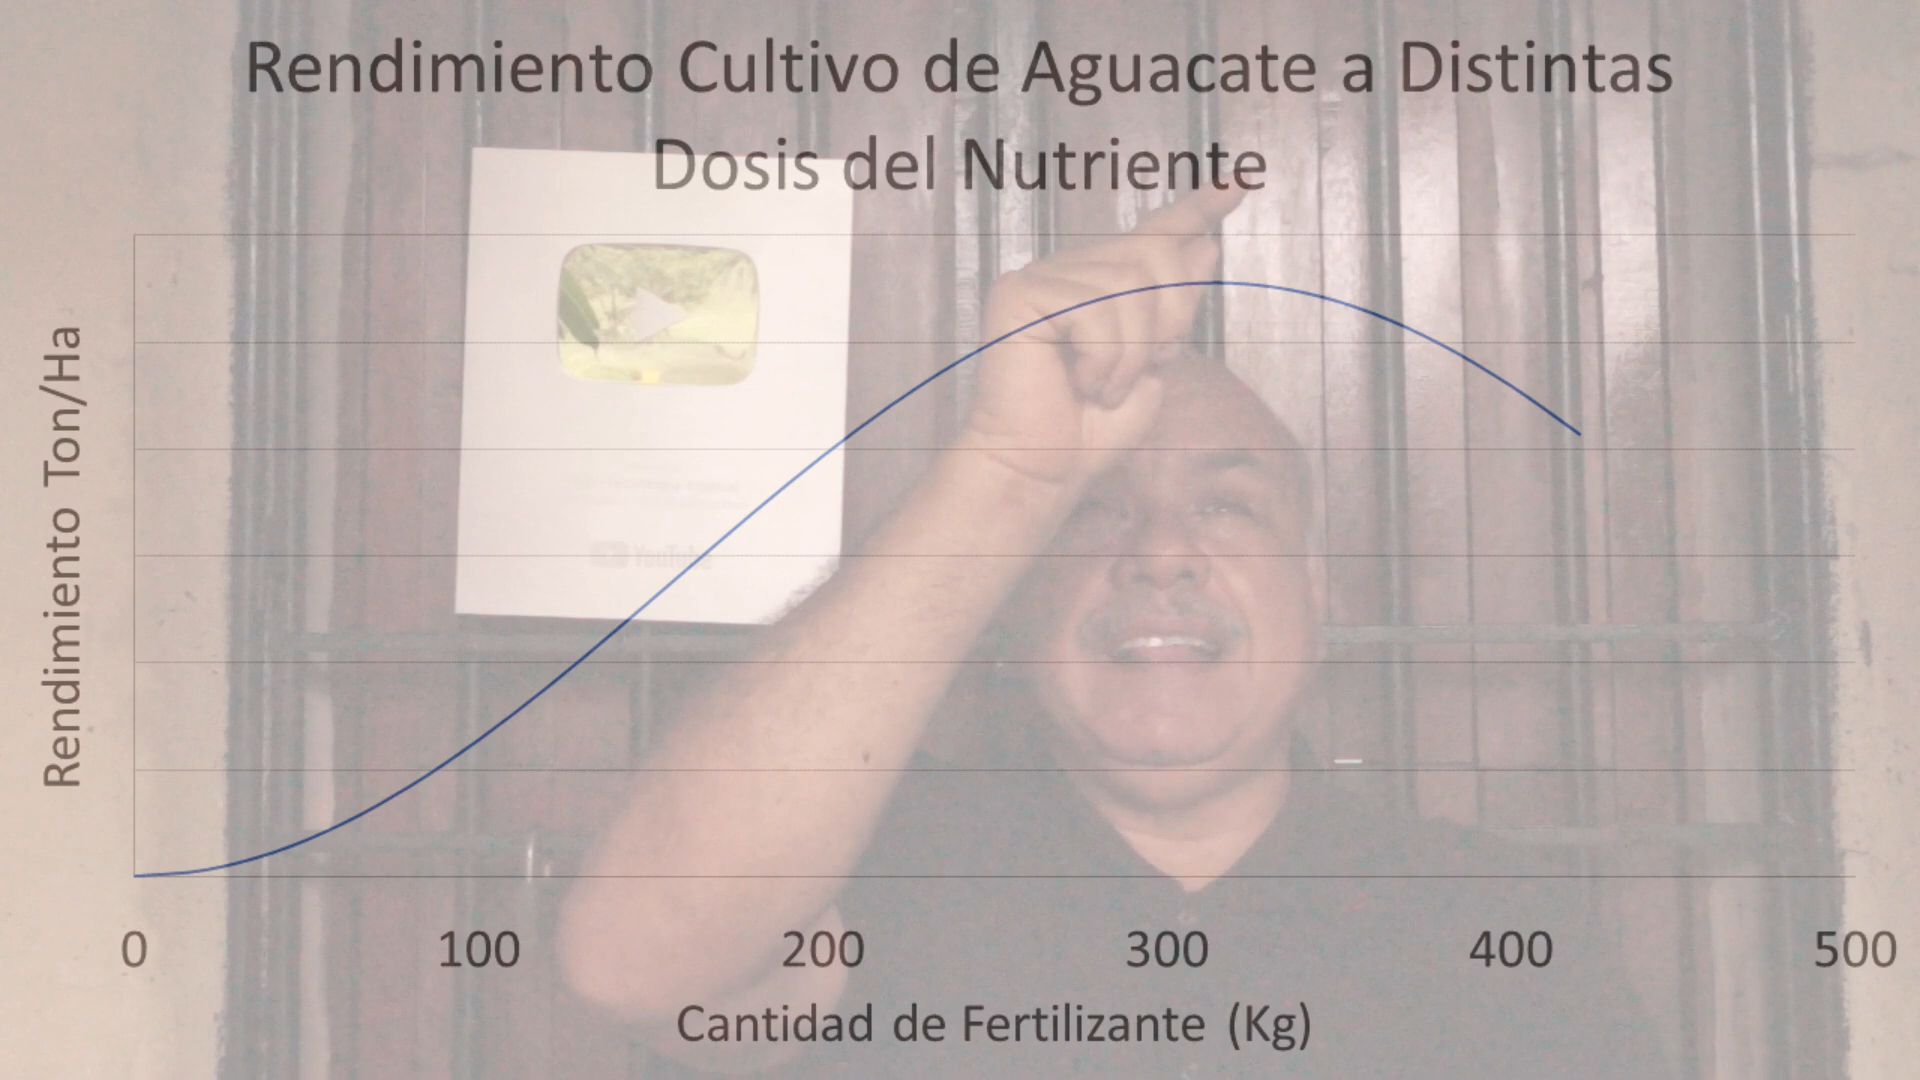 Rendimiento Cultivo de Aguacate a Distintas
Dosis del Nutriente
Rendimiento Ton/Ha
YouTube
0 100 200 300 400 500
Cantidad de Fertilizante (Kg)